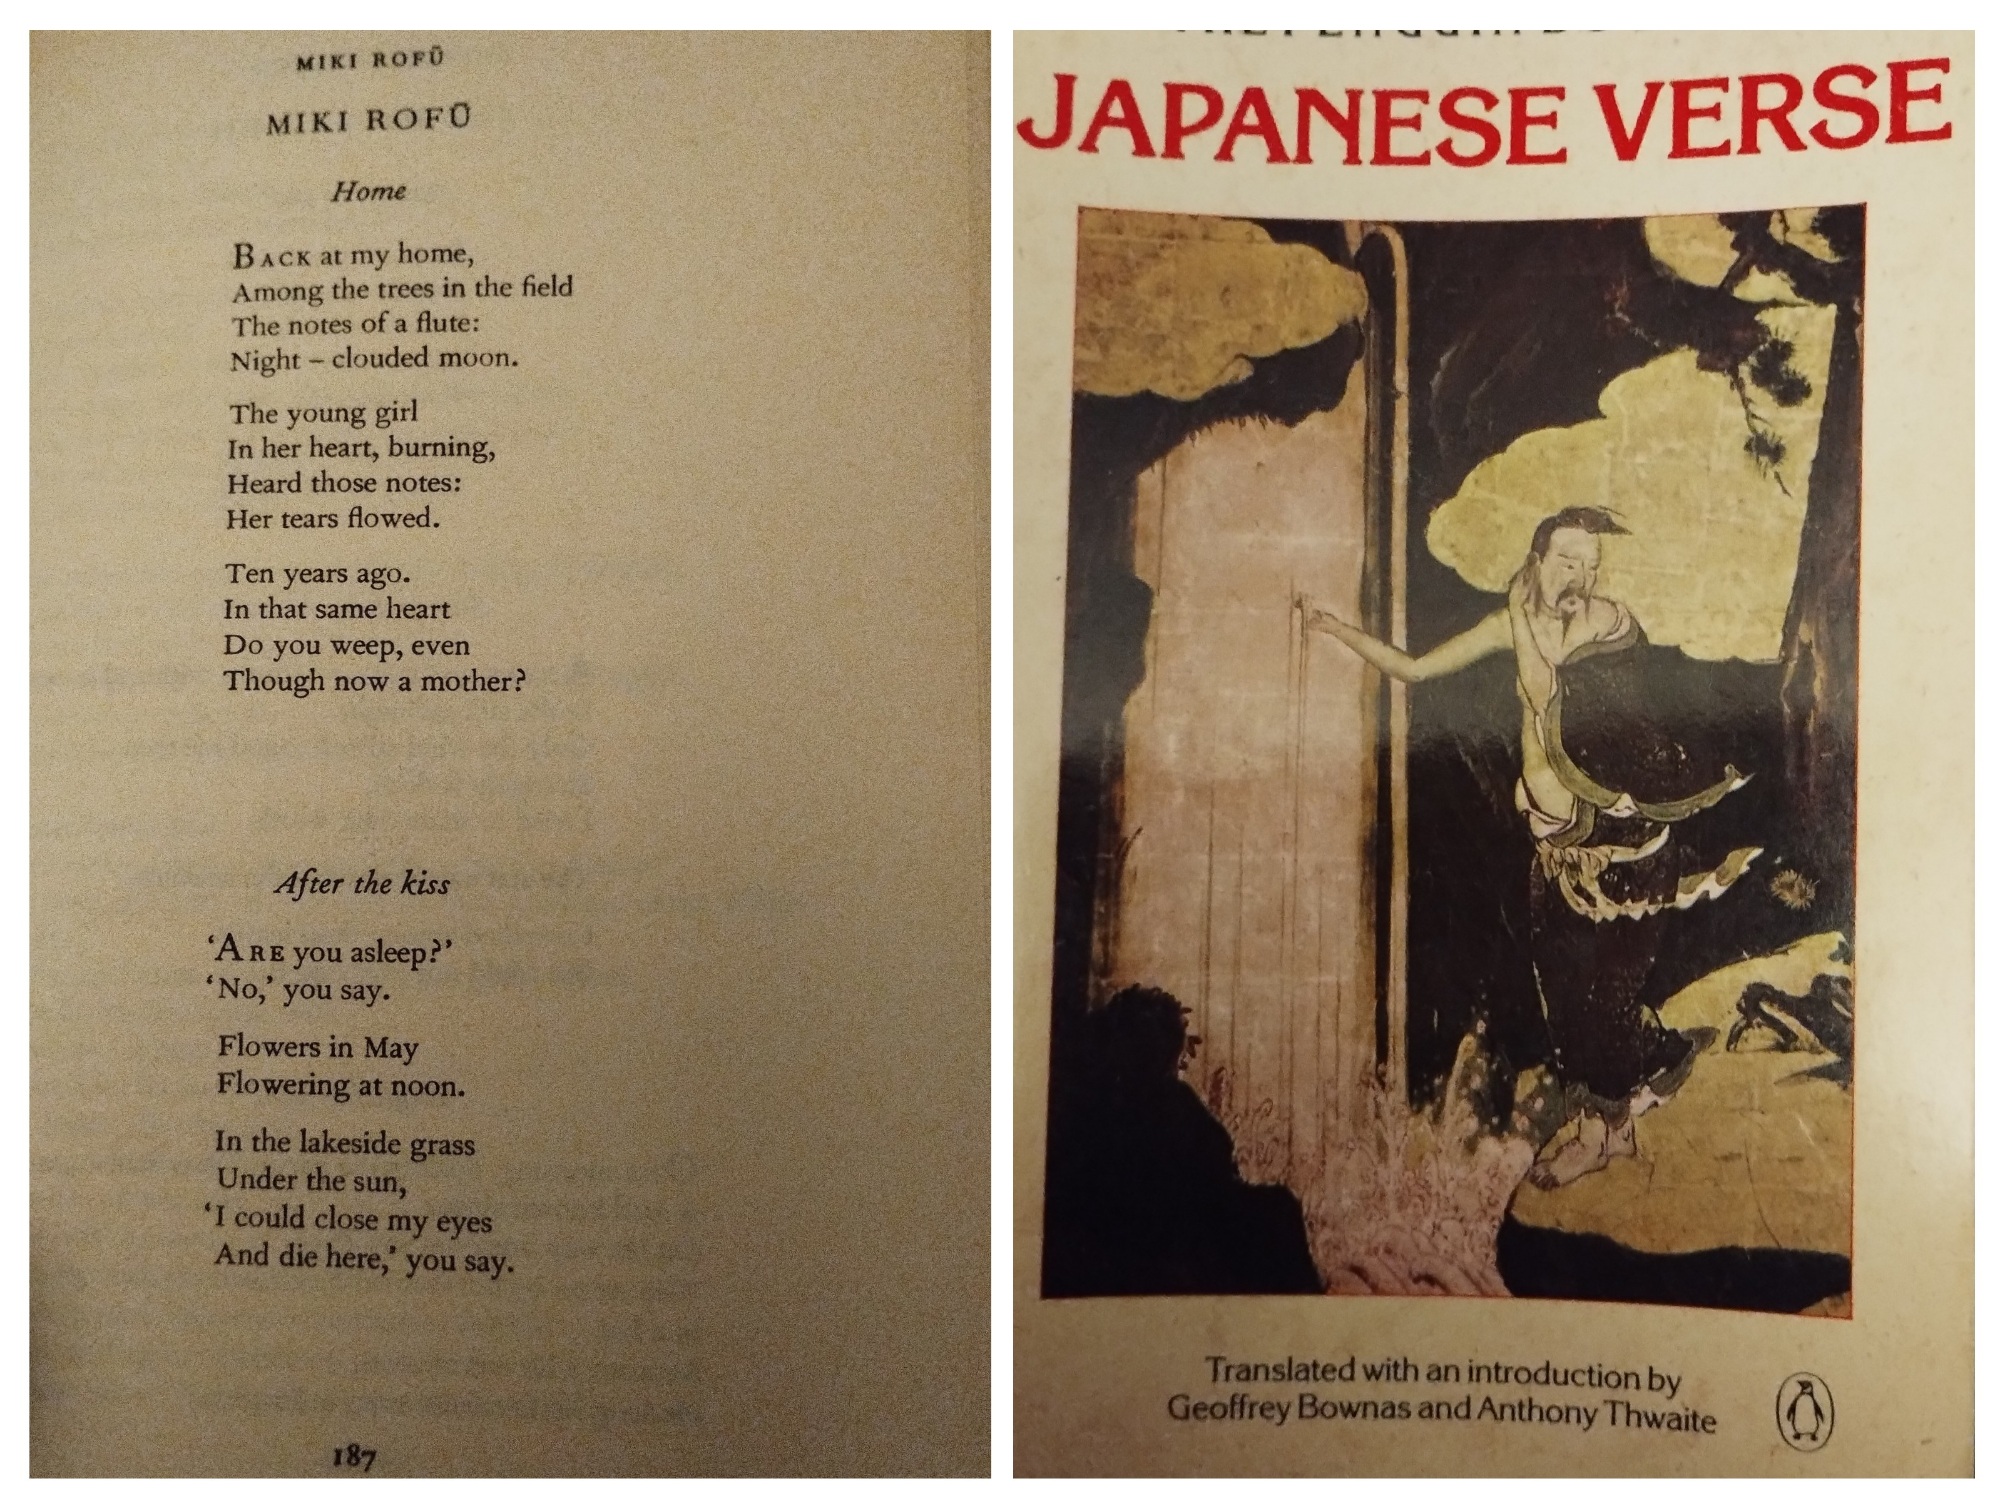 MIKI ROFŪ
MIKI ROFŪ
Home
BACK at my home,
Among the trees in the field
The notes of a flute:
Night – clouded moon.
The young girl
In her heart, burning,
Heard those notes:
Her tears flowed.
Ten years ago.
In that same heart
Do you weep, even
Though now a mother?
After the kiss
‘ARE you asleep?’
‘No,’ you say.
Flowers in May
Flowering at noon.
In the lakeside grass
Under the sun,
‘I could close my eyes
And die here,’ you say.
187
JAPANESE VERSE
Translated with an introduction by
Geoffrey Bownas and Anthony Thwaite